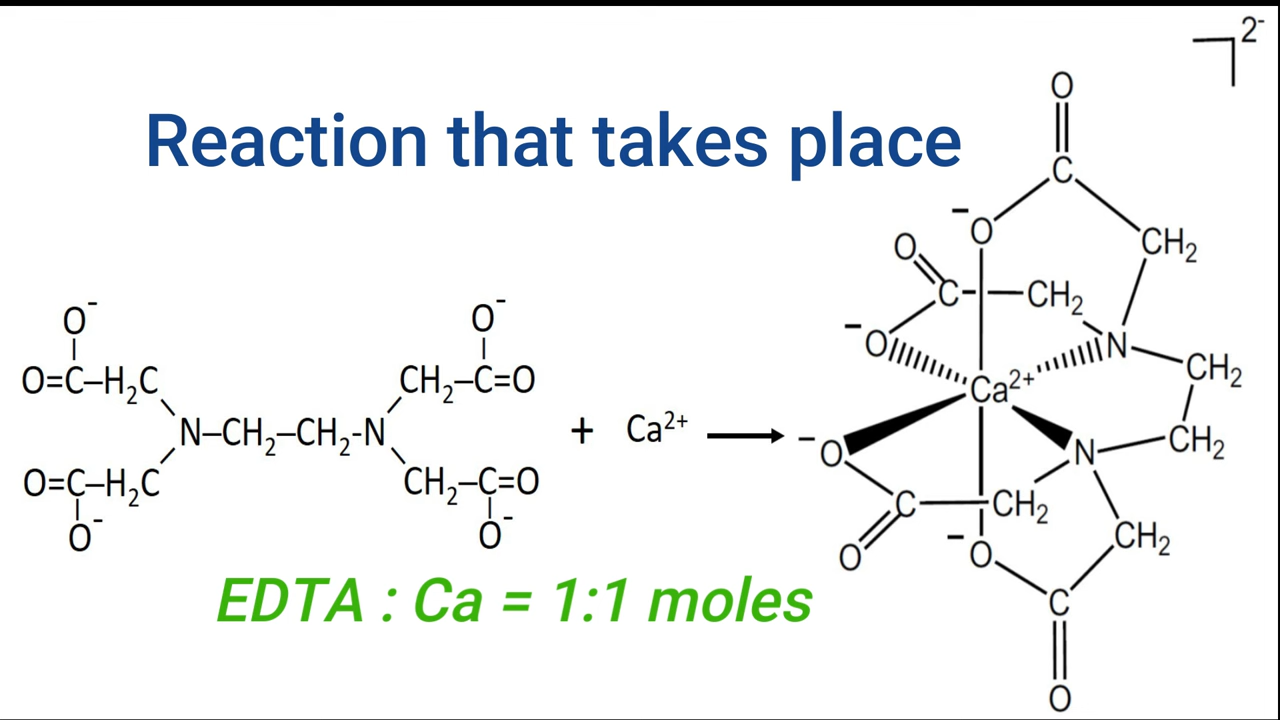 2-
Reaction that takes place
O
C
O-
CH2
O
C
CH2
O-
O-
O-
O=C–H2C
CH2–C=O
N–CH2–CH2-N
+ Ca2+ →
O=C–H2C
CH2–C=O
O-
O-
O-
Ca2+
N
CH2
N
CH2
C
CH2
O
O-
CH2
C
O
EDTA : Ca = 1:1 moles